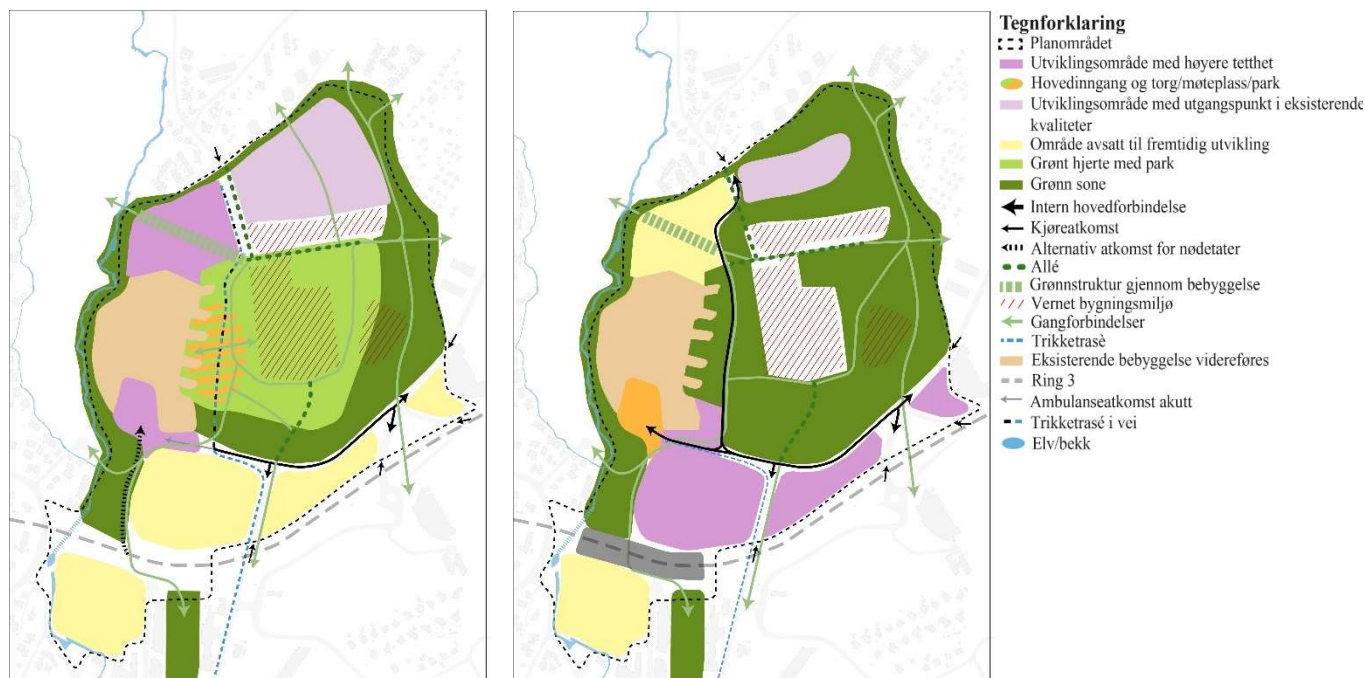 Tegnforklaring
Planområdet
Utviklingsområde med høyere tetthet
Hovedinngang og torg/møteplass/park
Utviklingsområde med utgangspunkt i eksisterende
kvaliteter
Område avsatt til fremtidig utvikling
Grønt hjerte med park
Grønn sone
Intern hovedforbindelse
Kjøreatkomst
Alternativ atkomst for nødetater
Allé
Grønnstruktur gjennom bebyggelse
Vernet bygningsmiljø
Gangforbindelser
Trikketrasè
Eksisterende bebyggelse videreføres
Ring 3
Ambulanseatkomst akutt
Trikketrasé i vei
Elv/bekk